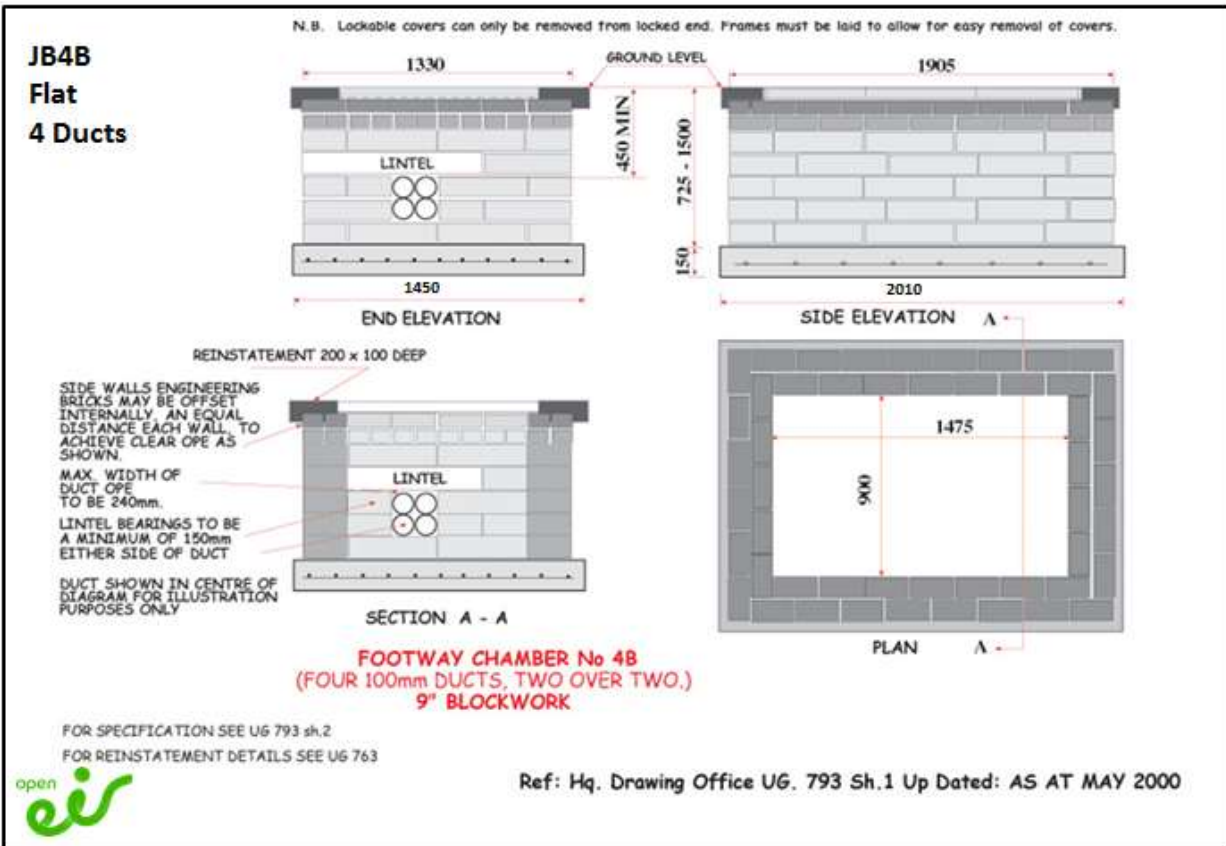 N.B. Lockable covers can only be removed from locked end. Frames must be laid to allow for easy removal of covers.
JB4B
Flat
4 Ducts
1330
GROUND LEVEL
1905
450 MIN
725 - 1500
LINTEL
150
1450
2010
END ELEVATION
SIDE ELEVATION
A
REINSTATEMENT 200 x 100 DEEP
SIDE WALLS ENGINEERING
BRICKS MAY BE OFFSET
INTERNALLY, AN EQUAL
DISTANCE EACH WALL, TO
ACHIEVE CLEAR OPE AS
SHOWN.
MAX. WIDTH OF
DUCT OPE
TO BE 240mm.
LINTEL BEARINGS TO BE
A MINIMUM OF 150mm
EITHER SIDE OF DUCT
DUCT SHOWN IN CENTRE OF
DIAGRAM FOR ILLUSTRATION
PURPOSES ONLY
LINTEL
SECTION A - A
1475
900
PLAN
A
FOOTWAY CHAMBER No 4B
(FOUR 100mm DUCTS, TWO OVER TWO.)
9" BLOCKWORK
FOR SPECIFICATION SEE UG 793 sh.2
FOR REINSTATEMENT DETAILS SEE UG 763
open
eir
Ref: Hq. Drawing Office UG. 793 Sh.1 Up Dated: AS AT MAY 2000